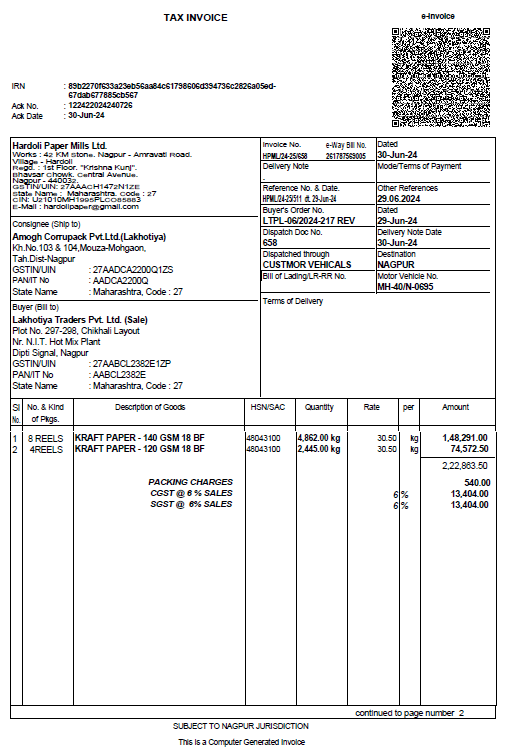 TAX INVOICE
e-Invoice
IRN : 89b2270f633a23eb56aa84c61798606d394736c2826a05ed-
67dab677885cb567
Ack No. : 122422024240726
Ack Date : 30-Jun-24
Hardoli Paper Mills Ltd.
Works : 42 KM Stone. Nagpur - Amravati Road.
Village - Hardoli
Regd. : 1st Floor. "Krishna Kunj".
Bhavsar Chowk. Central Avenue.
Nagpur - 440032.
GSTIN/UIN: 27AAACH1472N1ZE
State Name : Maharashtra, Code : 27
CIN: U21010MH1995PLC088883
E-Mail : hardolipaper@gmail.com
Invoice No. e-Way Bill No.
HPML/24-25/658 261787563005
Dated
30-Jun-24
Delivery Note
Mode/Terms of Payment
Reference No. & Date.
HPML/24-25/511 dt. 29-Jun-24
Other References
29.06.2024
Buyer's Order No.
LTPL-06/2024-217 REV
Dated
29-Jun-24
Dispatch Doc No.
658
Delivery Note Date
30-Jun-24
Dispatched through
CUSTMOR VEHICALS
Destination
NAGPUR
Bill of Lading/LR-RR No.
Motor Vehicle No.
MH-40/N-0695
Terms of Delivery
Consignee (Ship to)
Amogh Corrupack Pvt.Ltd.(Lakhotiya)
Kh.No.103 & 104,Mouza-Mohgaon,
Tah.Dist-Nagpur
GSTIN/UIN : 27AADCA2200Q1ZS
PAN/IT No : AADCA2200Q
State Name : Maharashtra, Code : 27
Buyer (Bill to)
Lakhotiya Traders Pvt. Ltd. (Sale)
Plot No. 297-298, Chikhali Layout
Nr. N.I.T. Hot Mix Plant
Dipti Signal, Nagpur
GSTIN/UIN : 27AABCL2382E1ZP
PAN/IT No : AABCL2382E
State Name : Maharashtra, Code : 27
Sl No. No. & Kind of Pkgs. Description of Goods HSN/SAC Quantity Rate per Amount
1 8 REELS KRAFT PAPER - 140 GSM 18 BF 48043100 4,862.00 kg 30.50 kg 1,48,291.00
2 4REELS KRAFT PAPER - 120 GSM 18 BF 48043100 2,445.00 kg 30.50 kg 74,572.50
2,22,863.50
PACKING CHARGES 540.00
CGST @ 6 % SALES 6 % 13,404.00
SGST @ 6% SALES 6 % 13,404.00
continued to page number 2
SUBJECT TO NAGPUR JURISDICTION
This is a Computer Generated Invoice